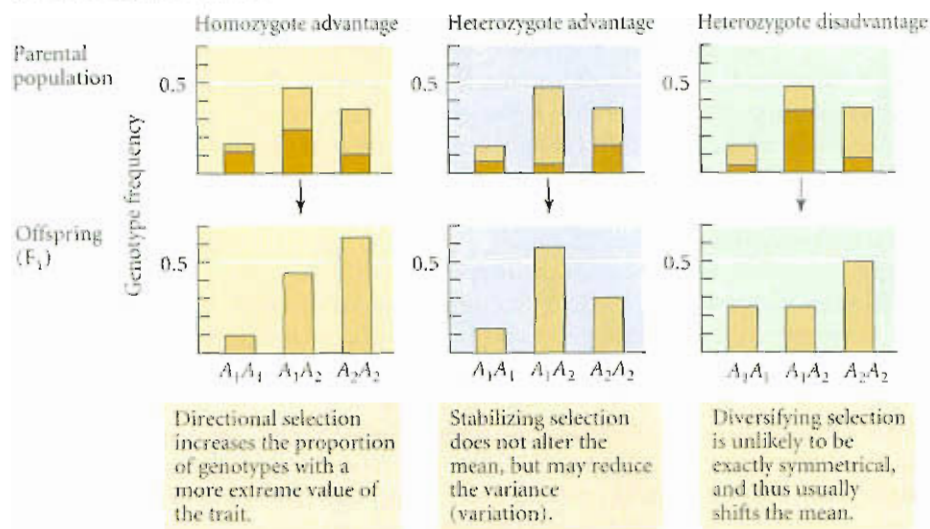 Homozygote advantage
Heterozygote advantage
Heterozygote disadvantage
Parental
population
0.5
0.5
0.5
Genotype frequency
Offspring
(F₁)
0.5
0.5
0.5
A₁A₁ A₁A₂ A₂A₂
A₁A₁ A₁A₂ A₂A₂
A₁A₁ A₁A₂ A₂A₂
Directional selection
increases the proportion
of genotypes with a
more extreme value of
the trait.
Stabilizing selection
does not alter the
mean, but may reduce
the variance
(variation).
Diversifying selection
is unlikely to be
exactly symmetrical,
and thus usually
shifts the mean.